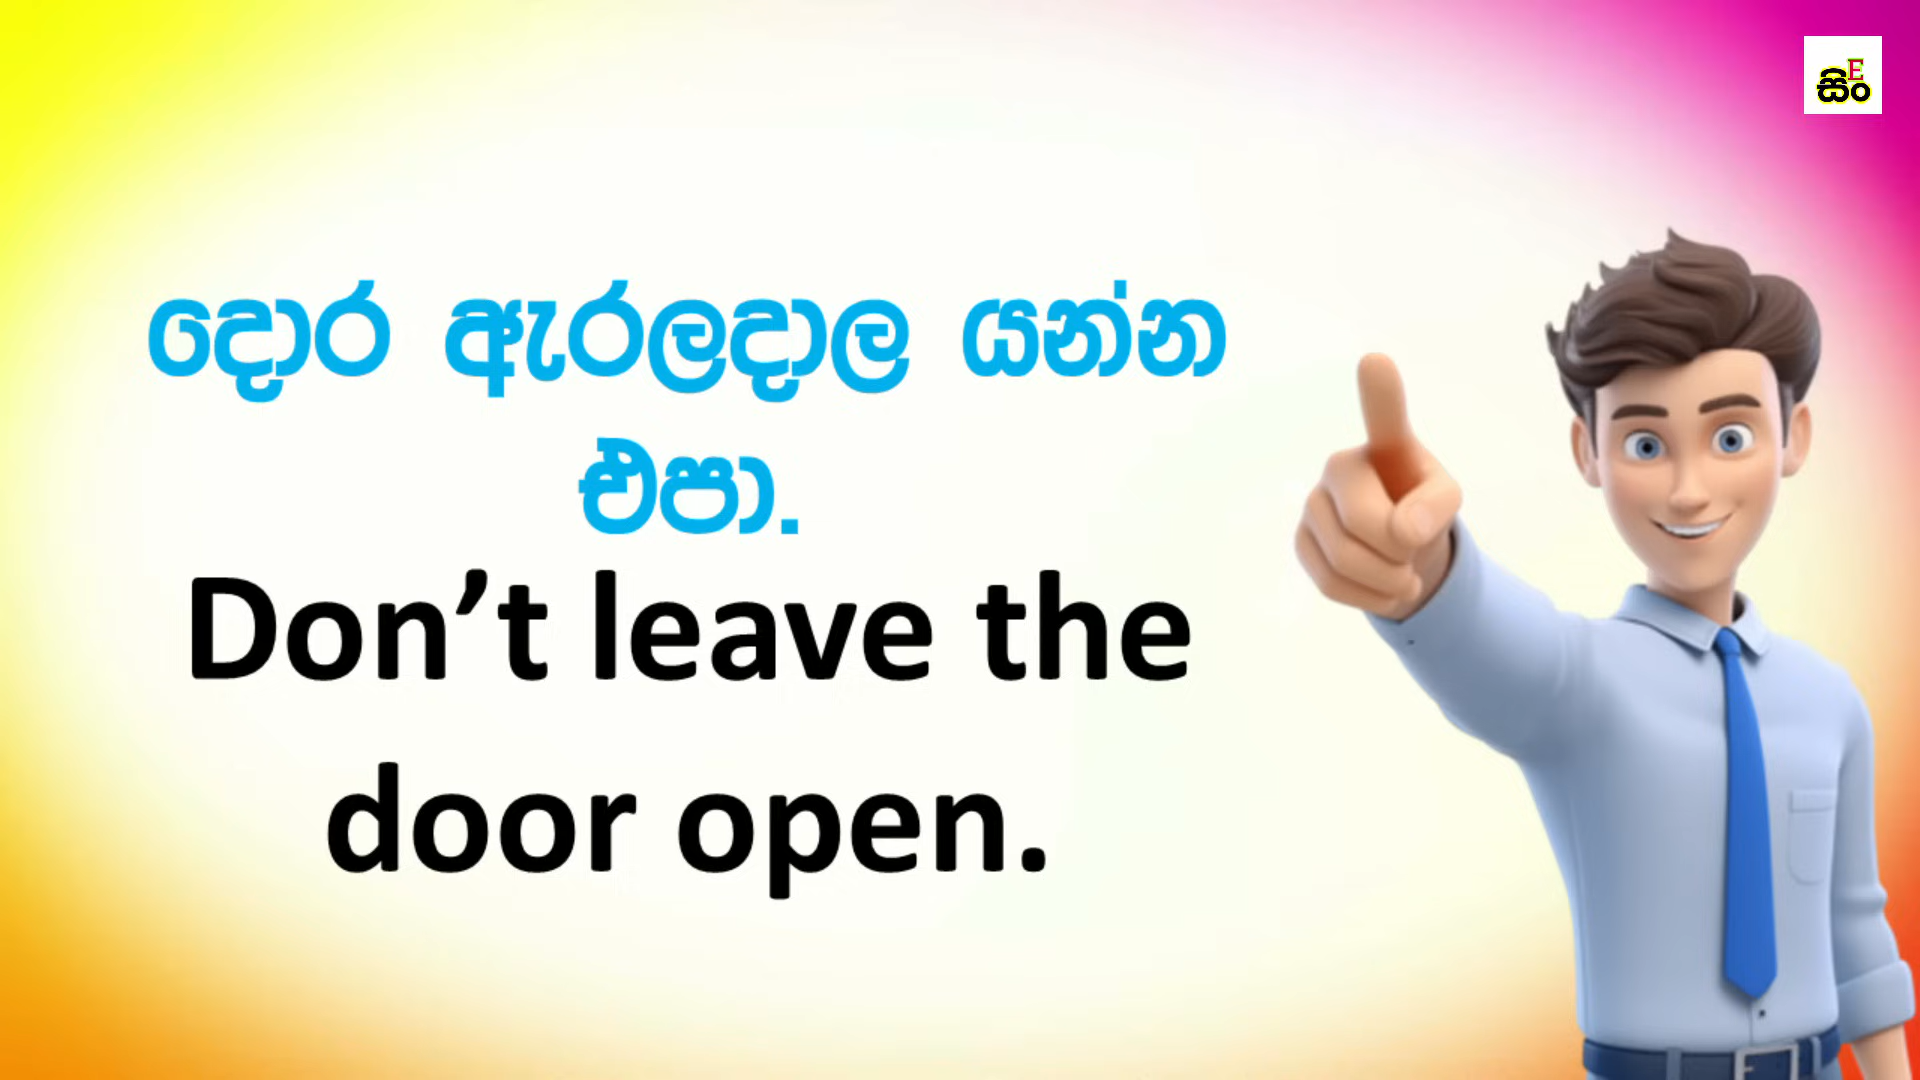 සිං
E
දොර ඇරලදාල යන්න
එපා.
Don’t leave the
door open.